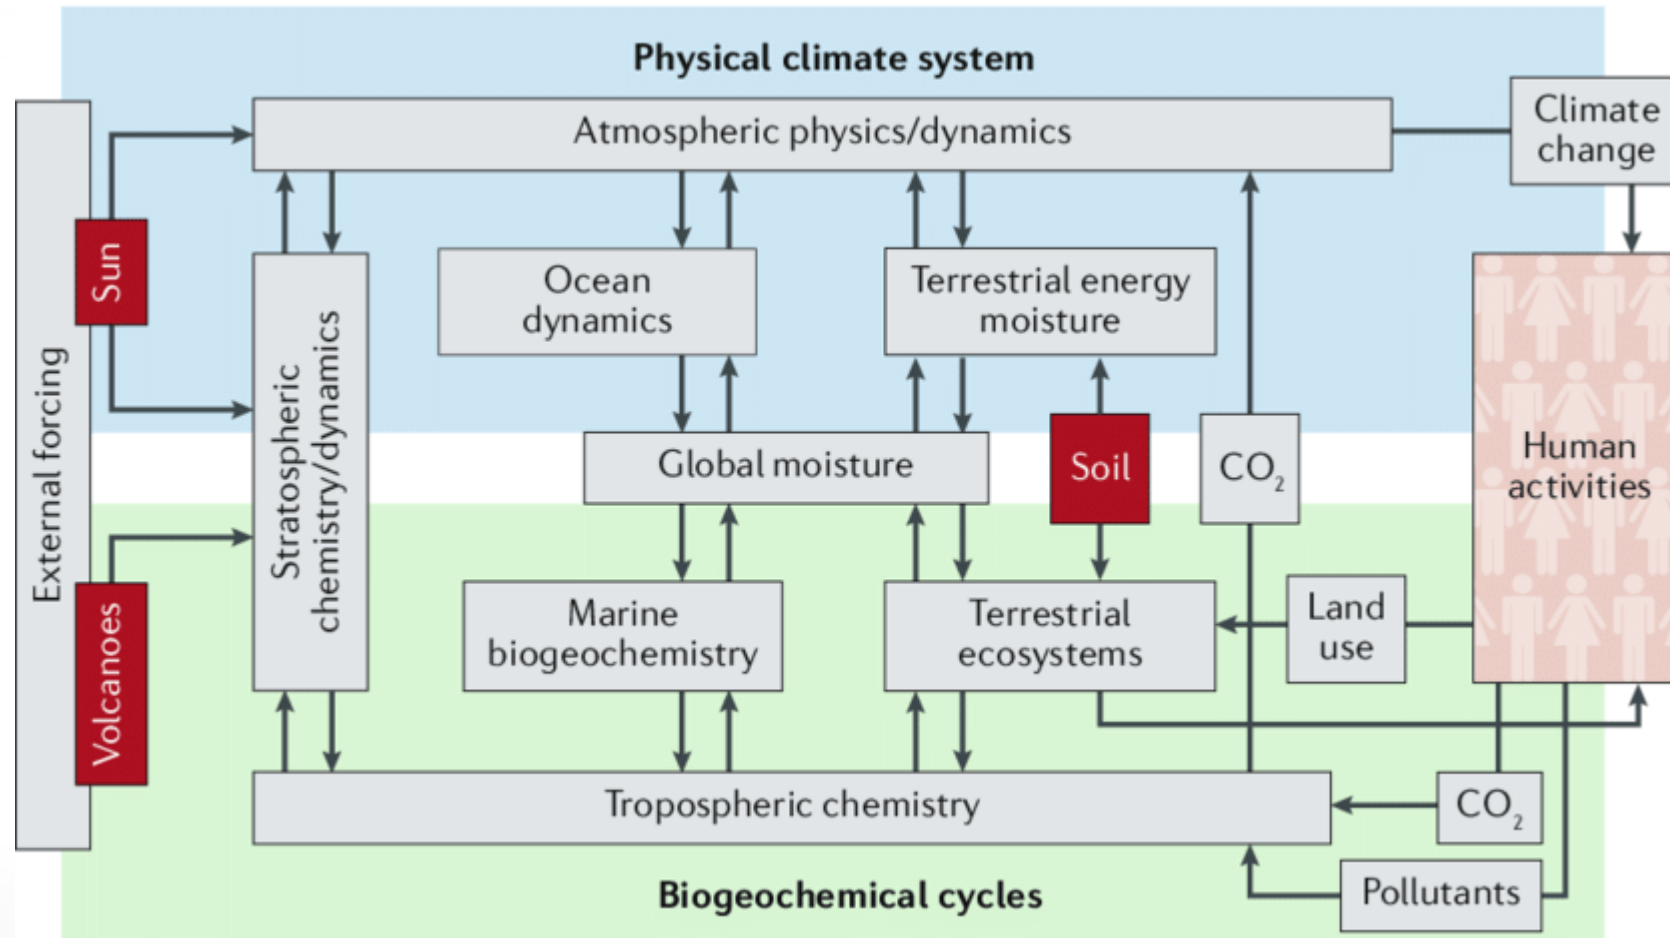 Physical climate system
Climate
change
Atmospheric physics/dynamics
Sun
Ocean
dynamics
Terrestrial energy
moisture
External forcing
Stratospheric
chemistry/dynamics
Global moisture
Soil
CO₂
Human
activities
Volcanoes
Marine
biogeochemistry
Terrestrial
ecosystems
Land
use
Tropospheric chemistry
CO₂
Biogeochemical cycles
Pollutants